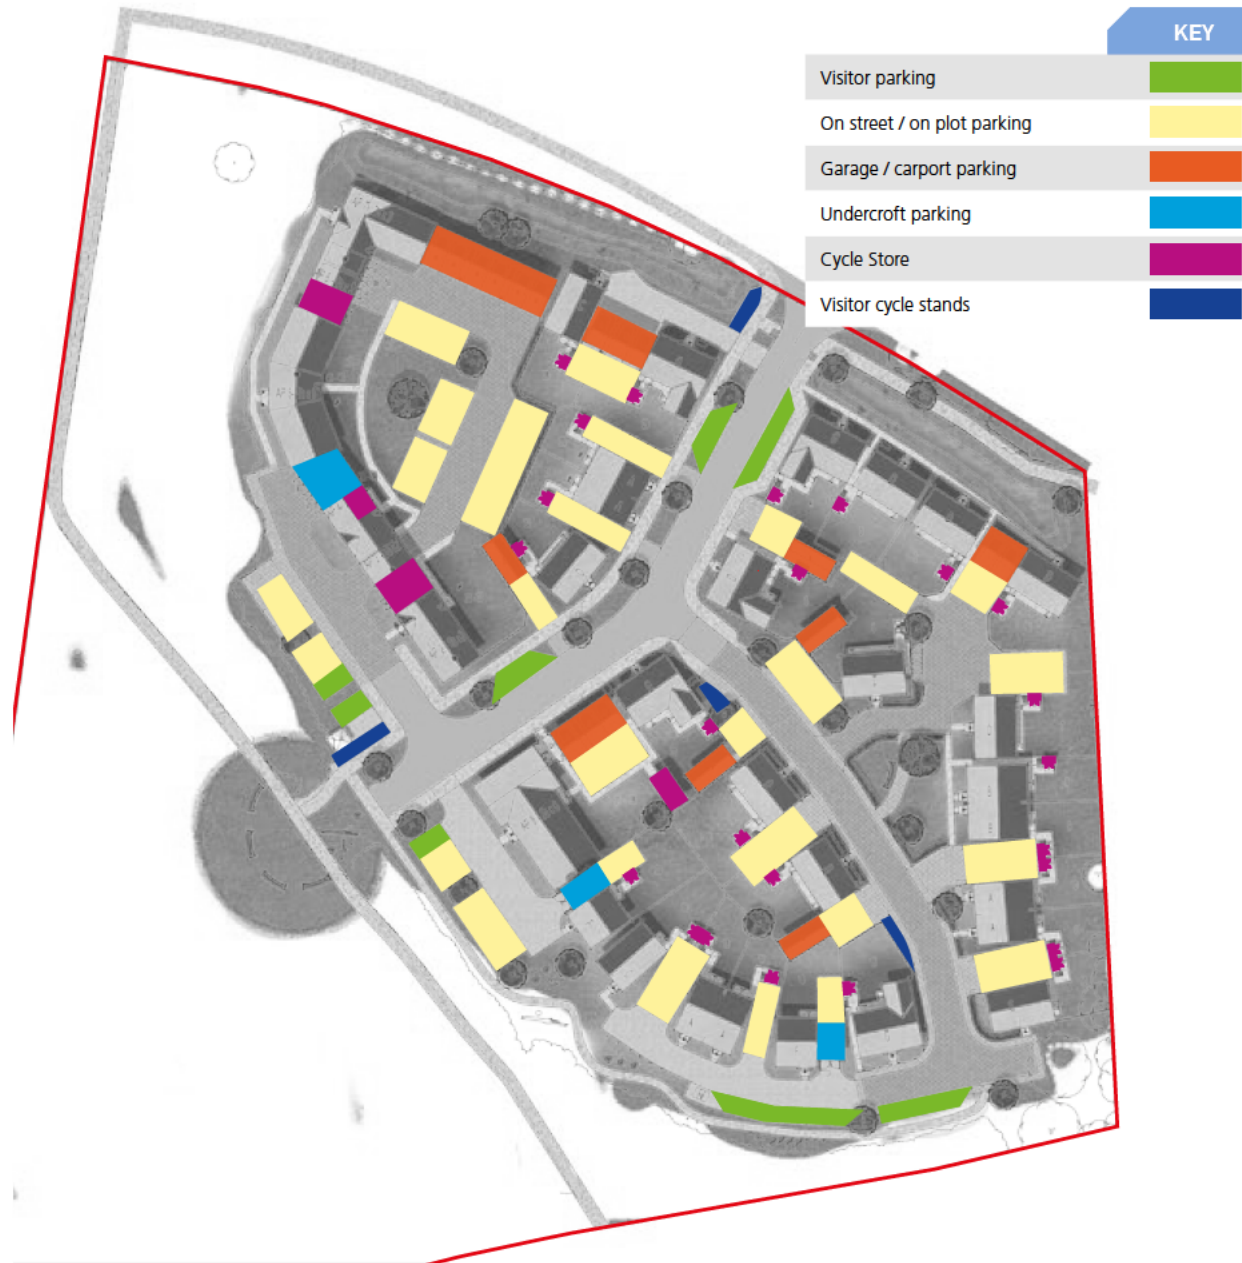 KEY
Visitor parking
On street / on plot parking
Garage / carport parking
Undercroft parking
Cycle Store
Visitor cycle stands